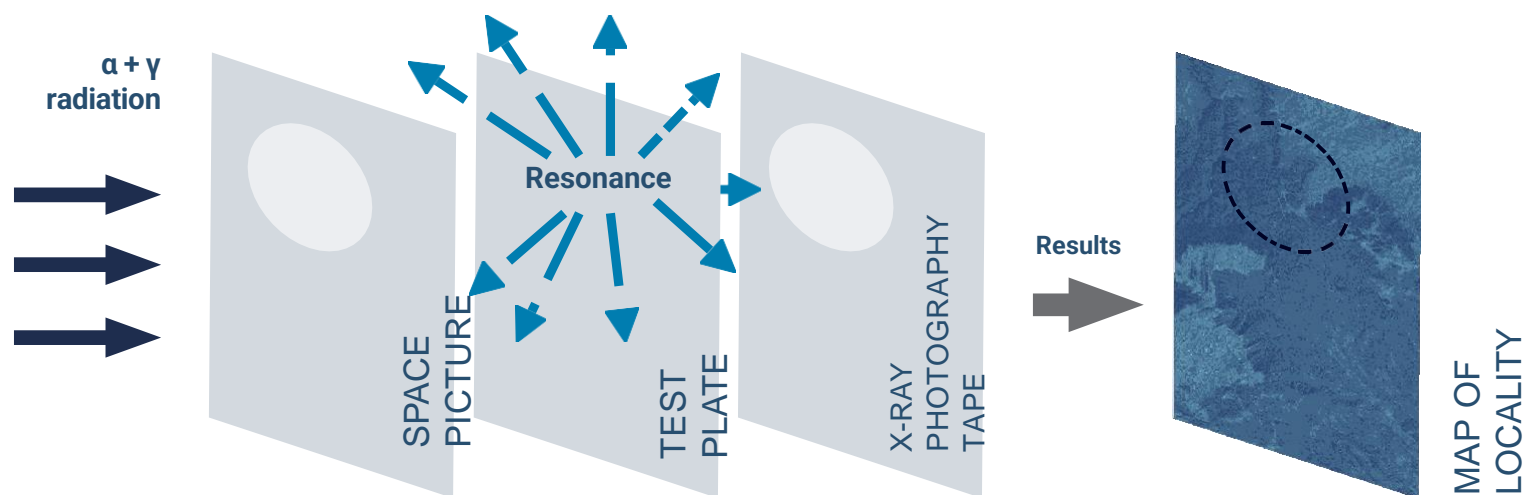 α + γ
radiation
Resonance
SPACE
PICTURE
TEST
PLATE
X-RAY
PHOTOGRAPHY
TAPE
Results
MAP OF
LOCALITY